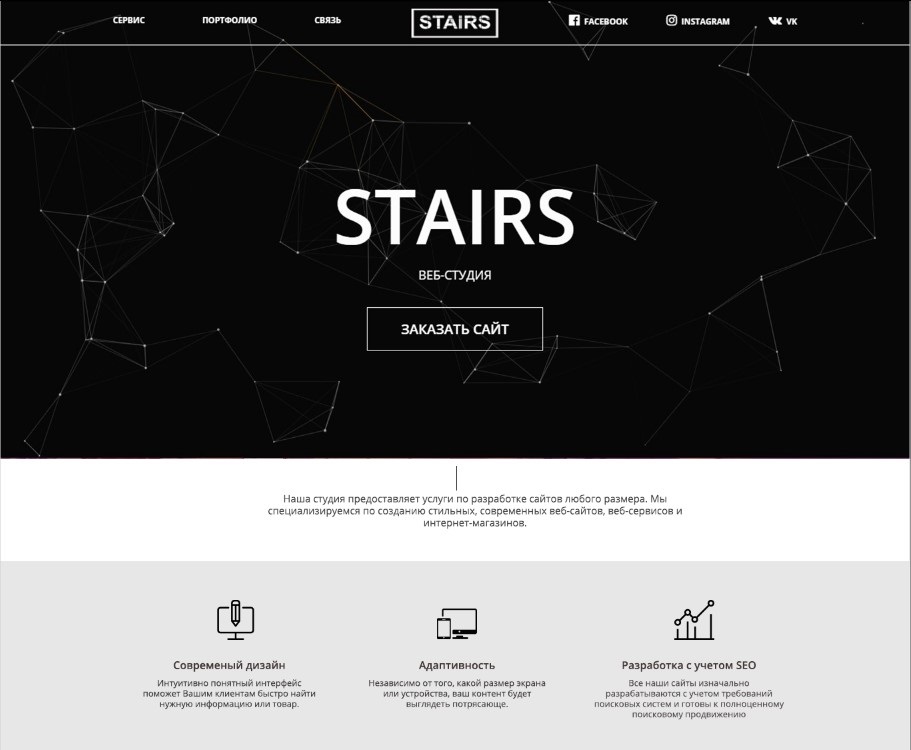 СЕРВИС
ПОРТФОЛИО
СВЯЗЬ
STAIRS
FACEBOOK
INSTAGRAM
VK
STAIRS
ВЕБ-СТУДИЯ
ЗАКАЗАТЬ САЙТ
Наша студия предоставляет услуги по разработке сайтов любого размера. Мы
специализируемся по созданию стильных, современных веб-сайтов, веб-сервисов и
интернет-магазинов.
Современый дизайн
Интуитивно понятный интерфейс
поможет Вашим клиентам быстро найти
нужную информацию или товар.
Адаптивность
Независимо от того, какой размер экрана
или устройства, ваш контент будет
выглядеть потрясающе.
Разработка с учетом SEO
Все наши сайты изначально
разрабатываются с учетом требований
поисковых систем и готовы к полноценному
поисковому продвижению